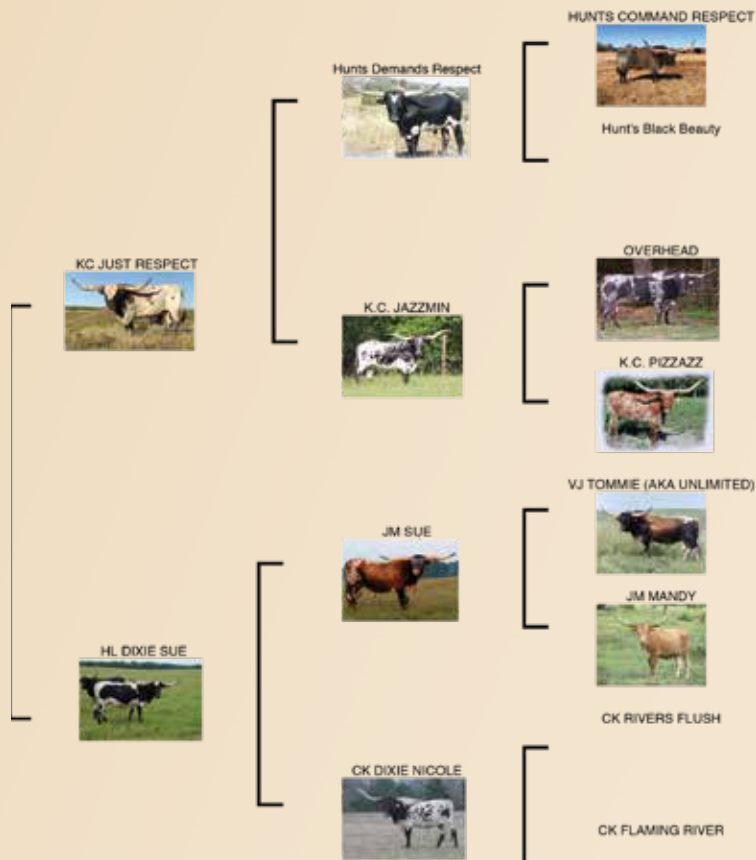 HUNTS COMMAND RESPECT
Hunts Demands Respect
Hunt's Black Beauty
KC JUST RESPECT
OVERHEAD
K.C. JAZZMIN
K.C. PIZZAZZ
VJ TOMMIE (AKA UNLIMITED)
JM SUE
JM MANDY
HL DIXIE SUE
CK RIVERS FLUSH
CK DIXIE NICOLE
CK FLAMING RIVER